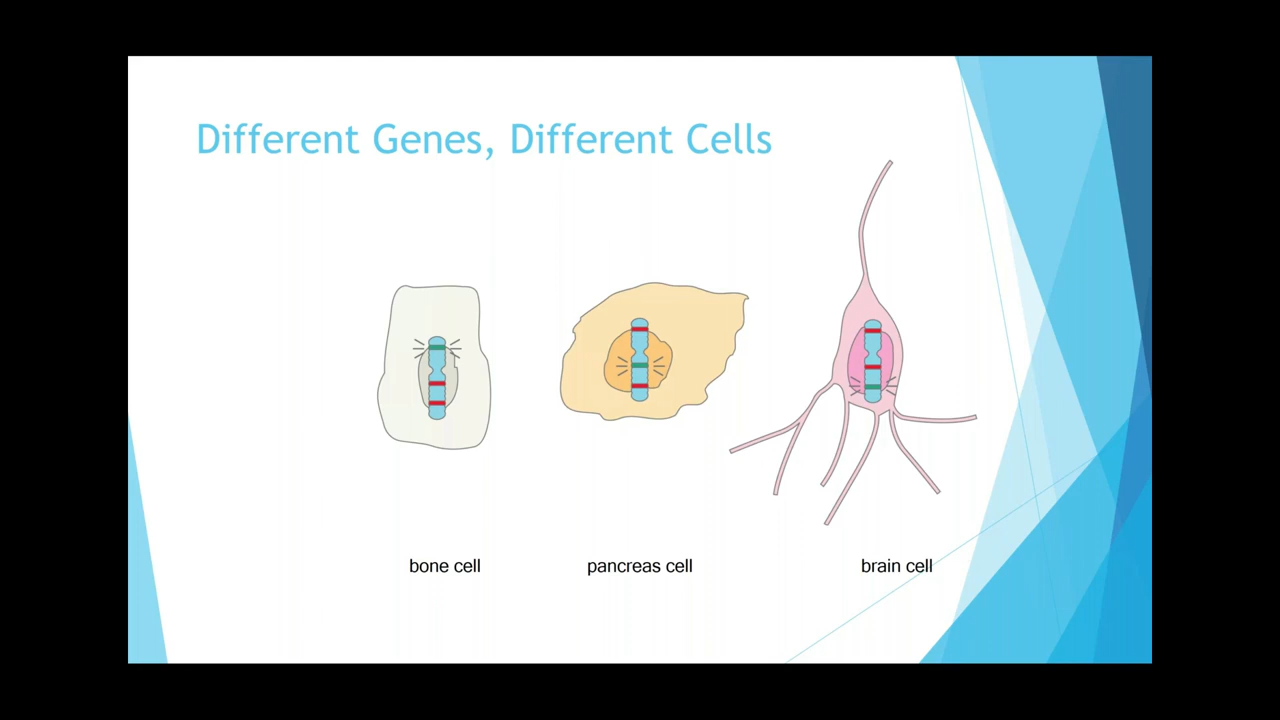 Different Genes, Different Cells
bone cell
pancreas cell
brain cell